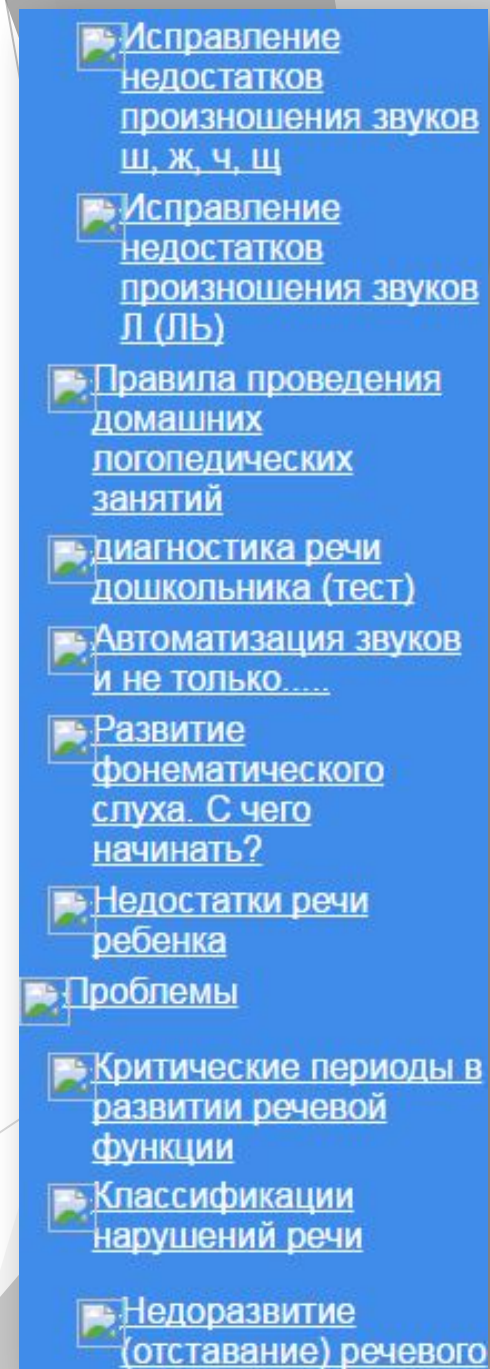 Исправление
недостатков
произношения звуков
ш, ж, ч, щ
Исправление
недостатков
произношения звуков
Л (ЛЬ)
Правила проведения
домашних
логопедических
занятий
диагностика речи
дошкольника (тест)
Автоматизация звуков
и не только.....
Развитие
фонематического
слуха. С чего
начинать?
Недостатки речи
ребенка
Проблемы
Критические периоды в
развитии речевой
функции
Классификации
нарушений речи
Недоразвитие
(отставание) речевого